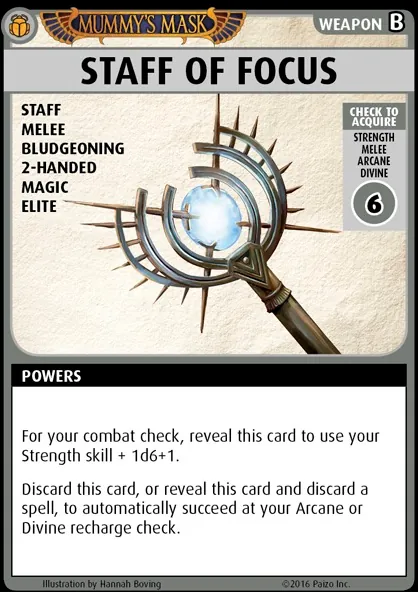 MUMMY'S MASK
WEAPON B
STAFF OF FOCUS
STAFF
MELEE
BLUDGEONING
2-HANDED
MAGIC
ELITE
CHECK TO
ACQUIRE
STRENGTH
MELEE
ARCANE
DIVINE
6
POWERS
For your combat check, reveal this card to use your
Strength skill + 1d6+1.
Discard this card, or reveal this card and discard a
spell, to automatically succeed at your Arcane or
Divine recharge check.
Illustration by Hannah Boving
©2016 Paizo Inc.